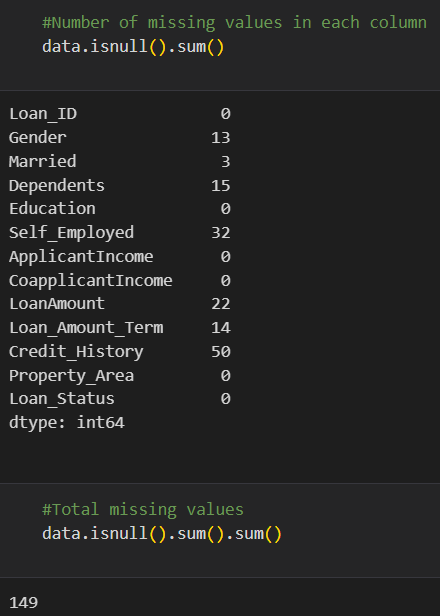 #Number of missing values in each column
data.isnull().sum()
Loan_ID 0
Gender 13
Married 3
Dependents 15
Education 0
Self_Employed 32
ApplicantIncome 0
CoapplicantIncome 0
LoanAmount 22
Loan_Amount_Term 14
Credit_History 50
Property_Area 0
Loan_Status 0
dtype: int64
#Total missing values
data.isnull().sum().sum()
149